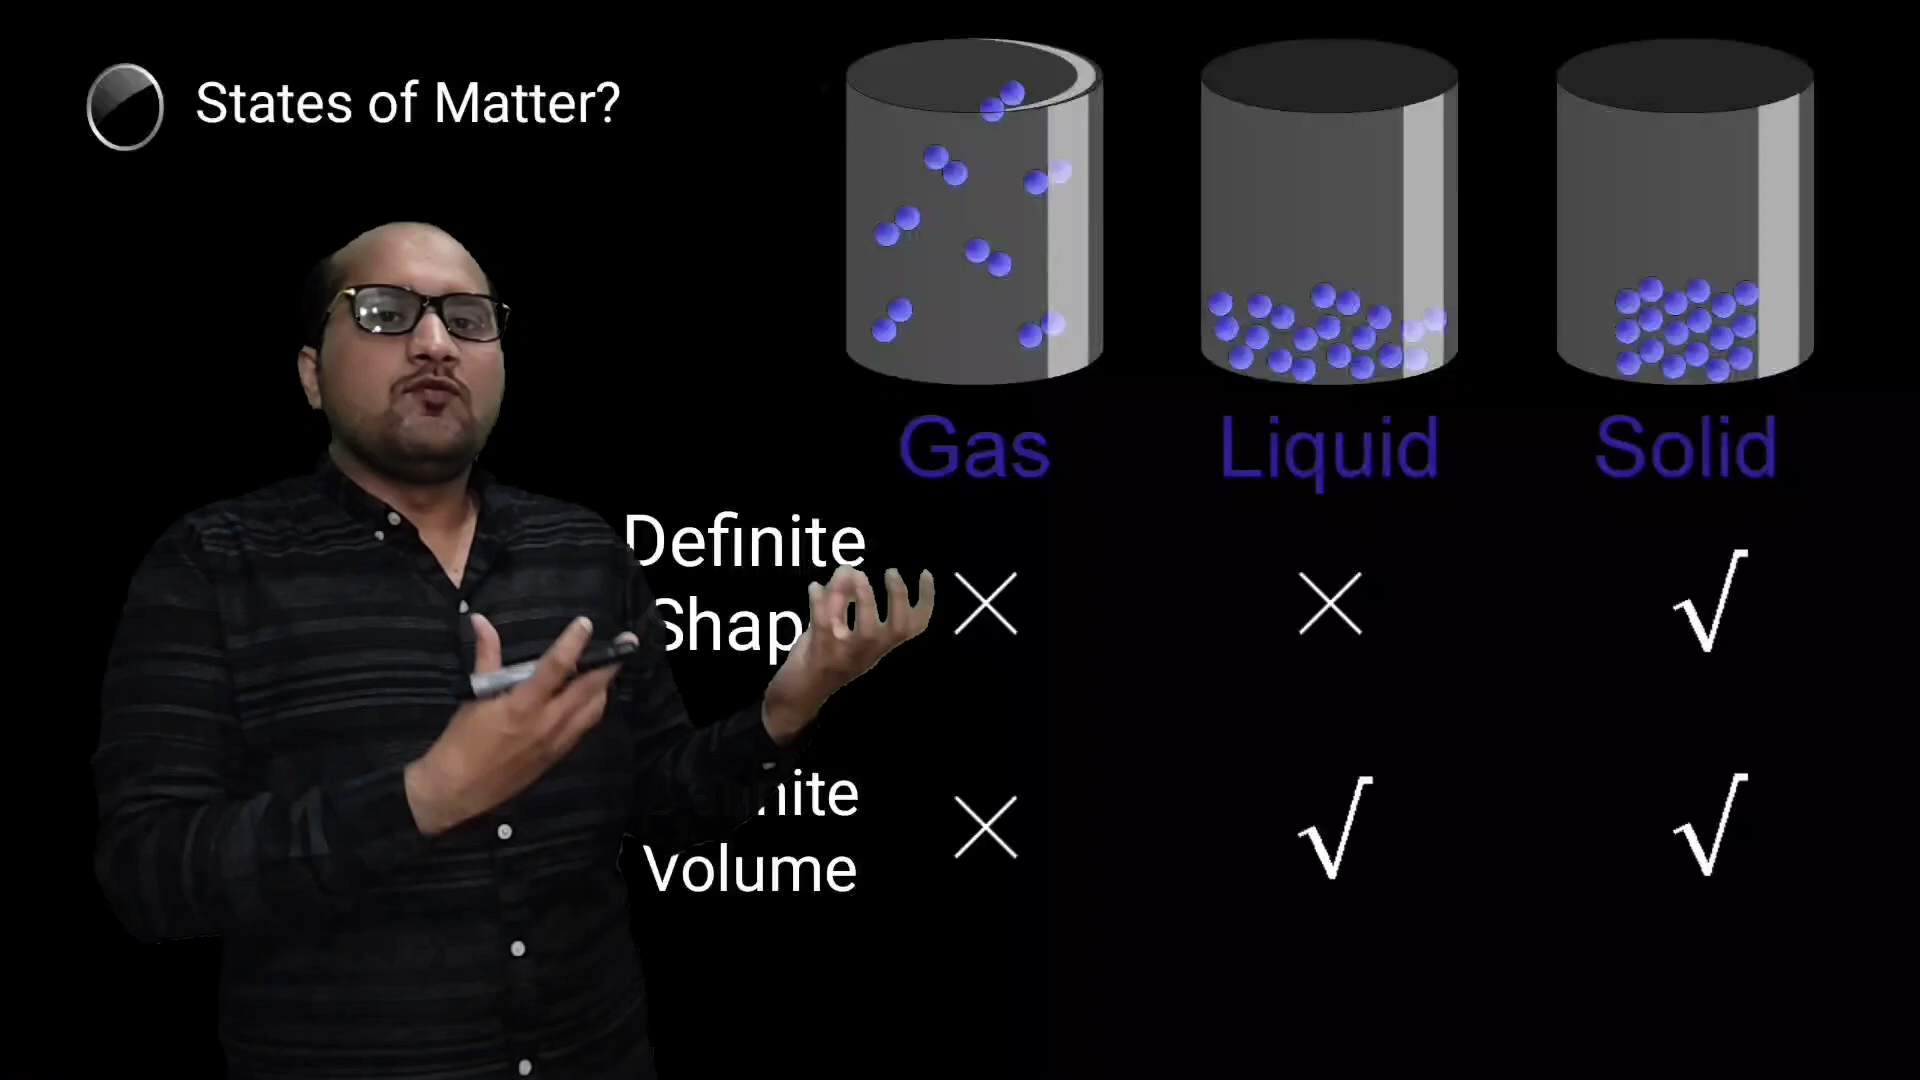 States of Matter?
Gas Liquid Solid
Definite
× × √
Volume
× √ √